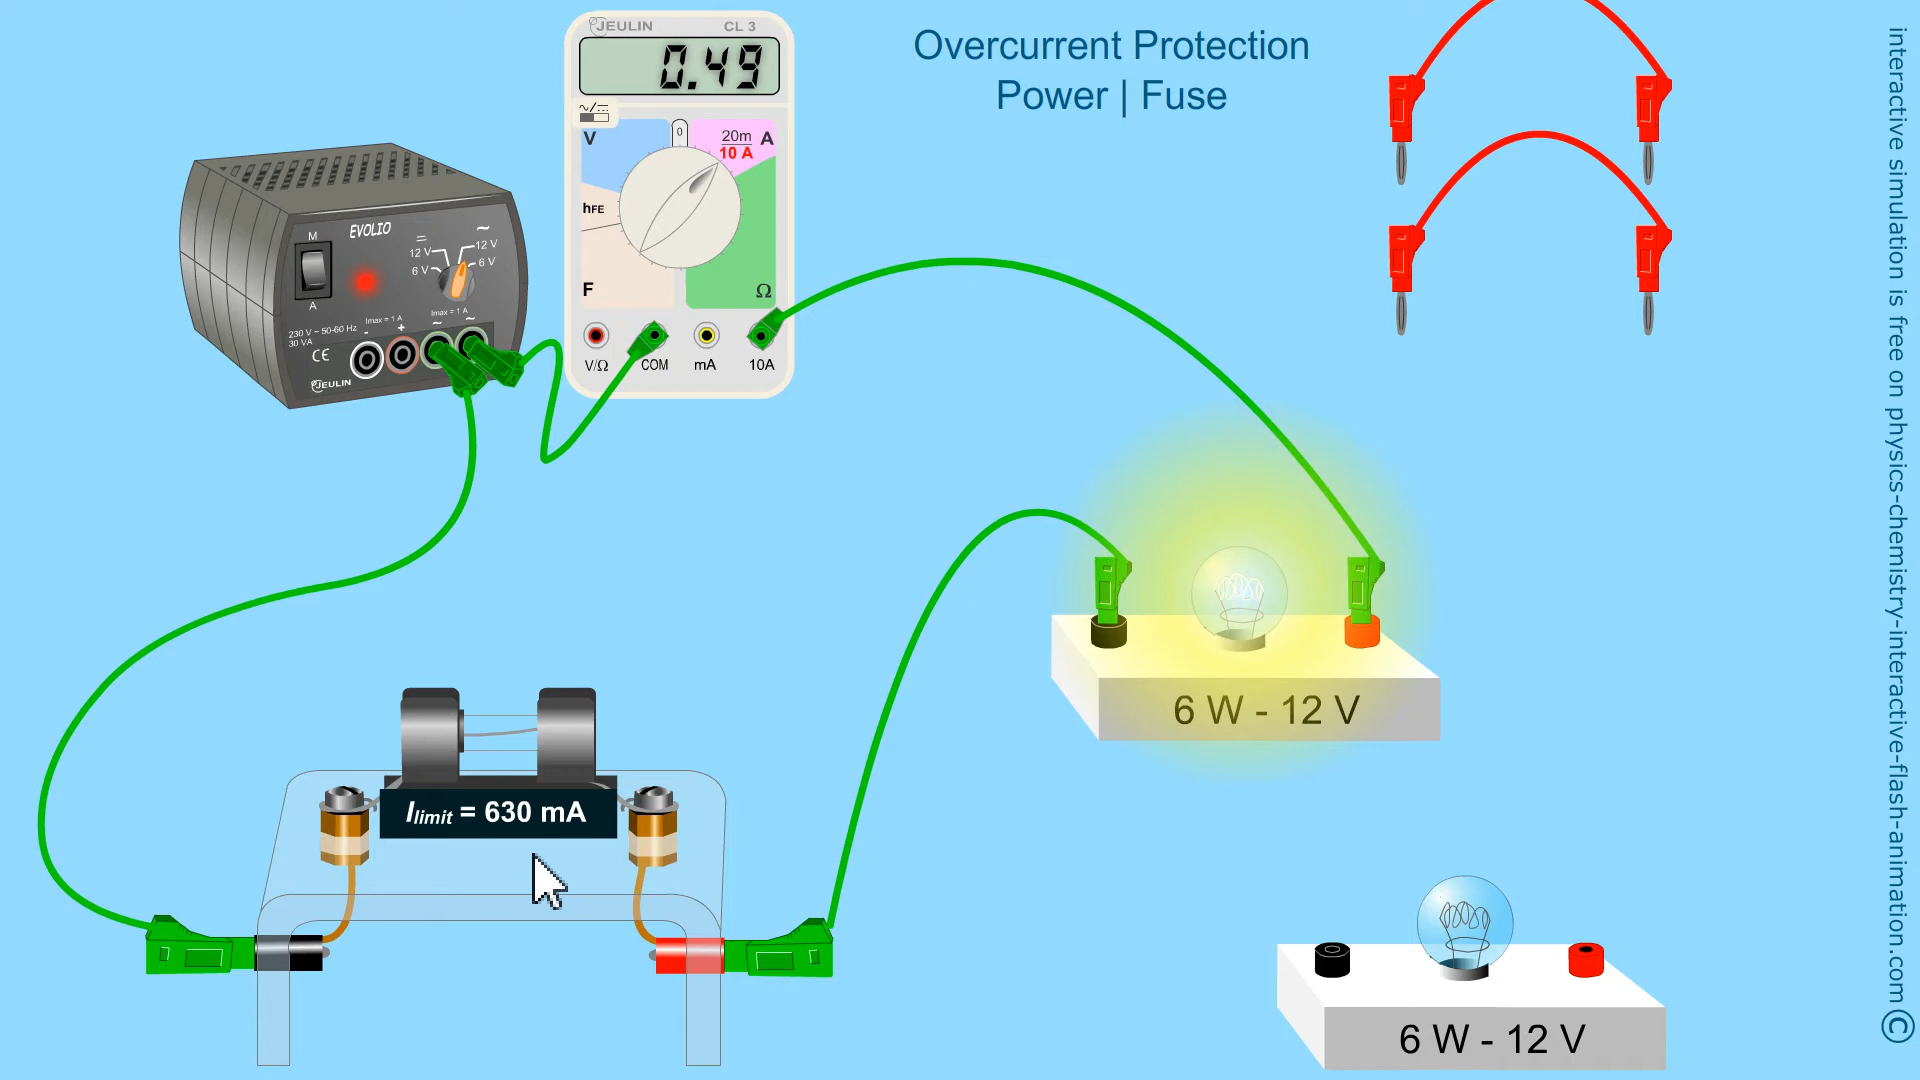 Overcurrent Protection
Power | Fuse
JEULIN CL 3
0.49
V
0
20m
10 A
A
hFE
F
Ω
V/Ω COM mA 10A
EVOLIO
M
A
12 V
6 V
12 V
6 V
Imax = 1 A
Imax = 1 A
- + ~ ~
230 V ~ 50-60 Hz
30 VA
CE
JEULIN
6 W - 12 V
Ilimit = 630 mA
6 W - 12 V
interactive simulation is free on physics-chemistry-interactive-flash-animation.com ©